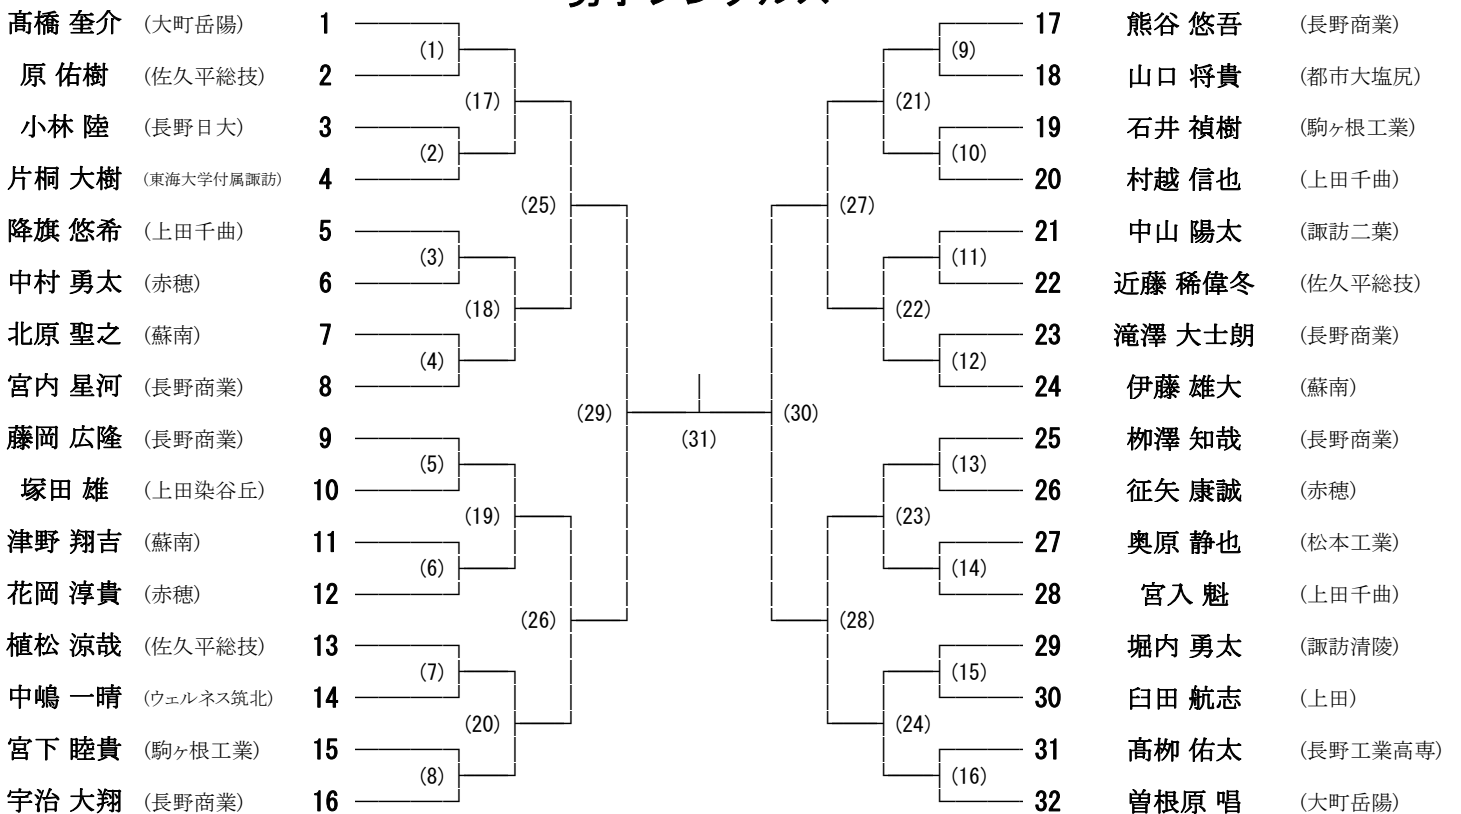 男子シングルス
髙橋 奎介 (大町岳陽) 1
原 佑樹 (佐久平総技) 2
小林 陸 (長野日大) 3
片桐 大樹 (東海大学付属諏訪) 4
降旗 悠希 (上田千曲) 5
中村 勇太 (赤穂) 6
北原 聖之 (蘇南) 7
宮内 星河 (長野商業) 8
藤岡 広隆 (長野商業) 9
塚田 雄 (上田染谷丘) 10
津野 翔吉 (蘇南) 11
花岡 淳貴 (赤穂) 12
植松 涼哉 (佐久平総技) 13
中嶋 一晴 (ウェルネス筑北) 14
宮下 睦貴 (駒ヶ根工業) 15
宇治 大翔 (長野商業) 16
(1)
(2)
(3)
(4)
(5)
(6)
(7)
(8)
(17)
(18)
(19)
(20)
(25)
(26)
(29)
(31)
(30)
(27)
(28)
(21)
(22)
(23)
(24)
(9)
(10)
(11)
(12)
(13)
(14)
(15)
(16)
17 熊谷 悠吾 (長野商業)
18 山口 将貴 (都市大塩尻)
19 石井 禎樹 (駒ヶ根工業)
20 村越 信也 (上田千曲)
21 中山 陽太 (諏訪二葉)
22 近藤 稀偉冬 (佐久平総技)
23 滝澤 大士朗 (長野商業)
24 伊藤 雄大 (蘇南)
25 栁澤 知哉 (長野商業)
26 征矢 康誠 (赤穂)
27 奥原 静也 (松本工業)
28 宮入 魁 (上田千曲)
29 堀内 勇太 (諏訪清陵)
30 臼田 航志 (上田)
31 髙栁 佑太 (長野工業高専)
32 曽根原 唱 (大町岳陽)